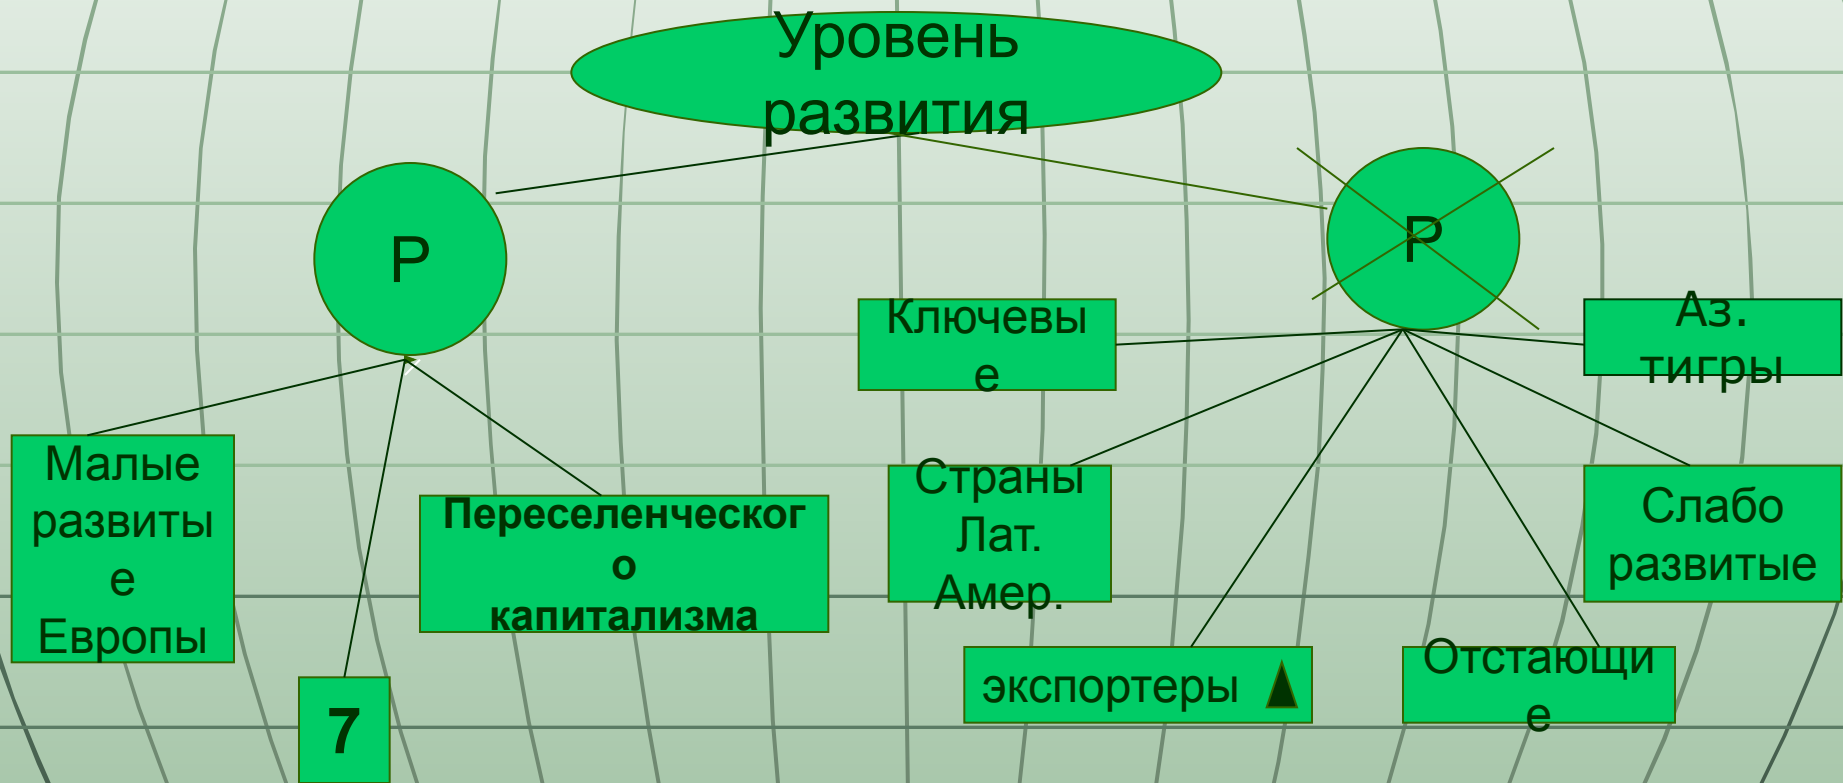 Уровень
развития
Р
Р
Ключевы
е
Аз.
тигры
Малые
развиты
е
Европы
Переселенческог
о
капитализма
Страны
Лат.
Амер.
Слабо
развитые
экспортеры
Отстающи
е
7